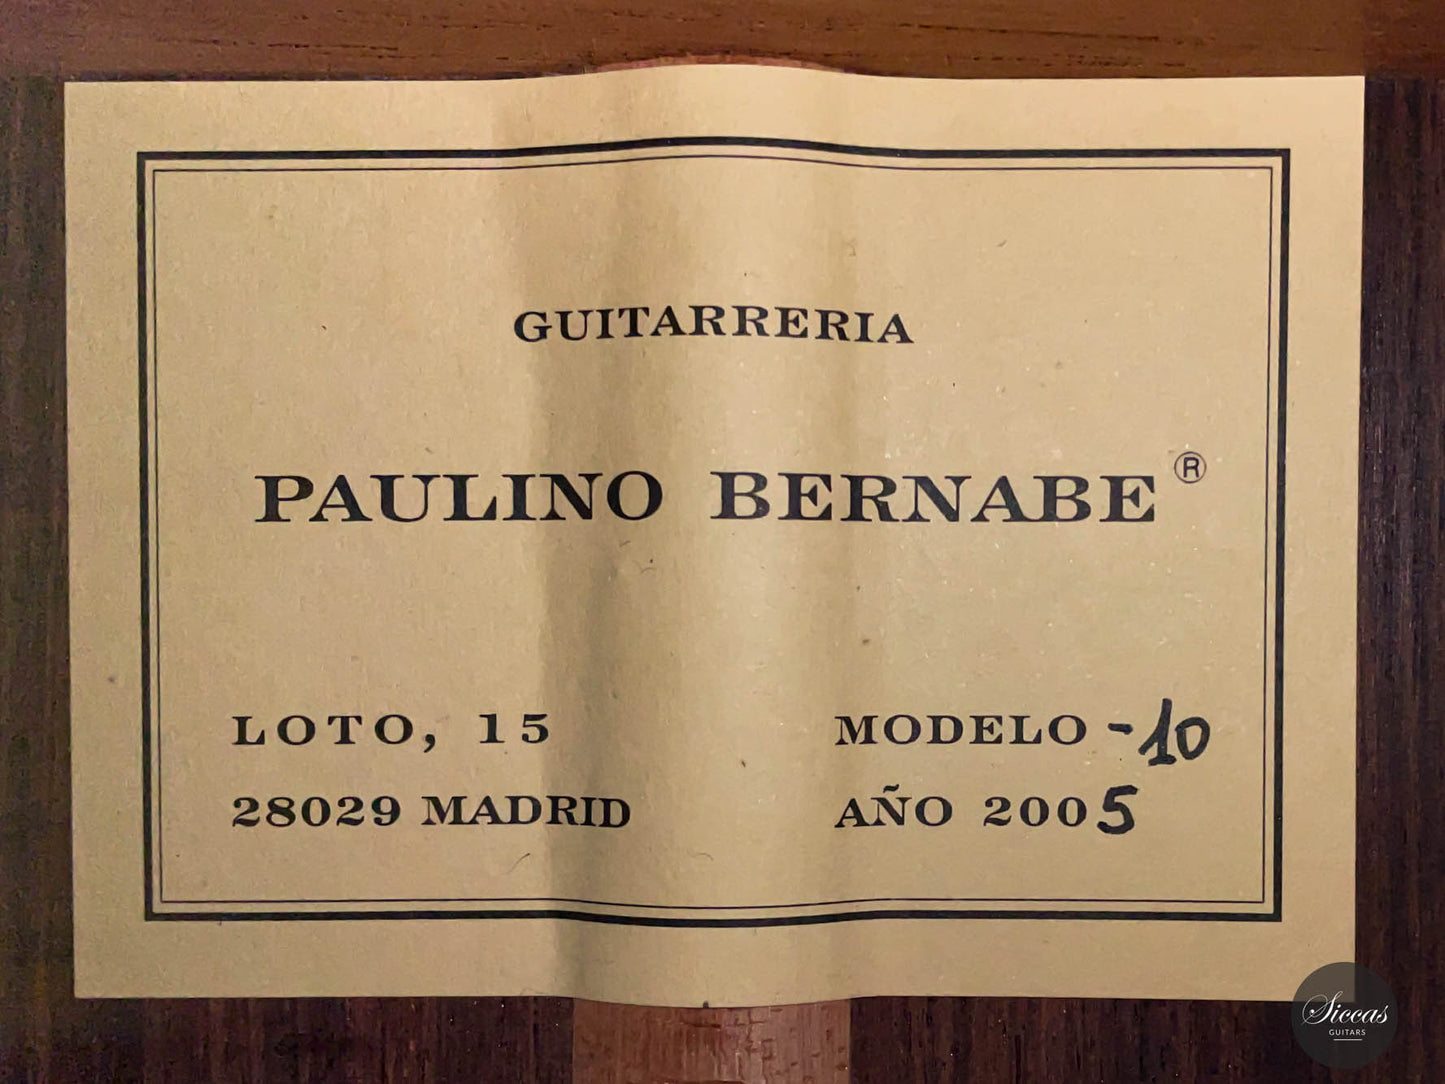 GUITARRERIA
PAULINO BERNABE ®
LOTO, 15
28029 MADRID
MODELO -10
AÑO 2005
Siccas
GUITARS